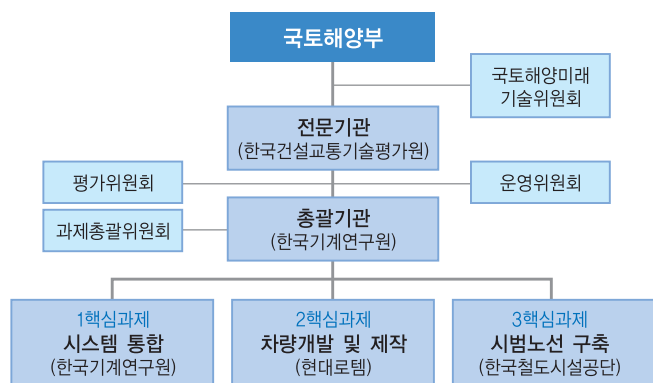 국토해양부
국토해양미래
기술위원회
전문기관
(한국건설교통기술평가원)
평가위원회
운영위원회
과제총괄위원회
총괄기관
(한국기계연구원)
1핵심과제
시스템 통합
(한국기계연구원)
2핵심과제
차량개발 및 제작
(현대로템)
3핵심과제
시범노선 구축
(한국철도시설공단)